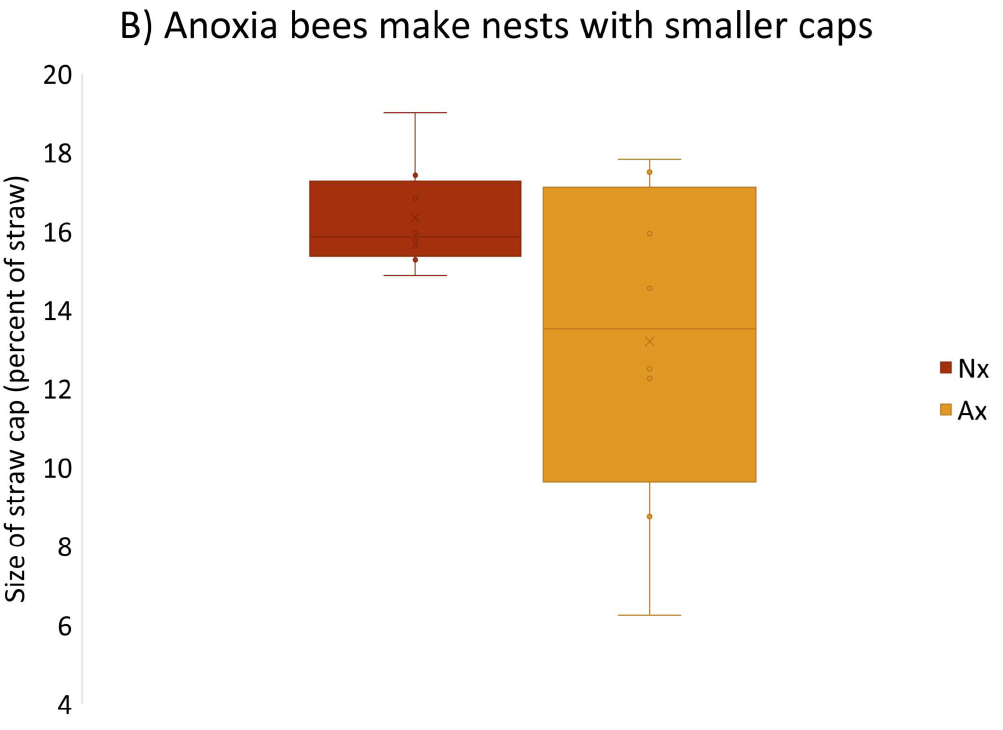 B) Anoxia bees make nests with smaller caps
Size of straw cap (percent of straw)
20
18
16
14
12
10
8
6
4
Nx
Ax